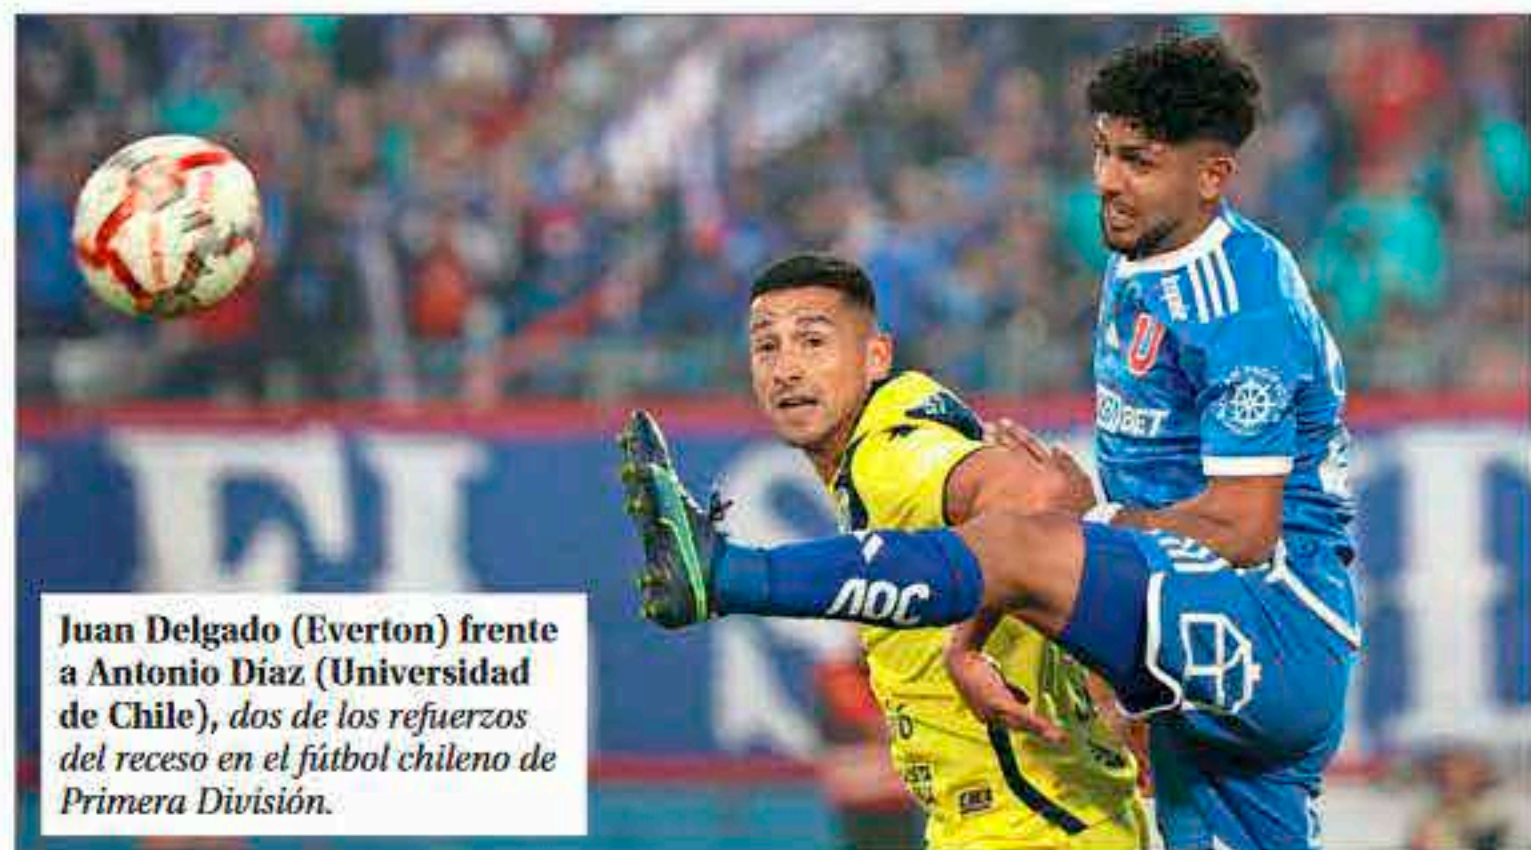 U
BET
AOC
Juan Delgado (Everton) frente
a Antonio Díaz (Universidad
de Chile), dos de los refuerzos
del receso en el fútbol chileno de
Primera División.